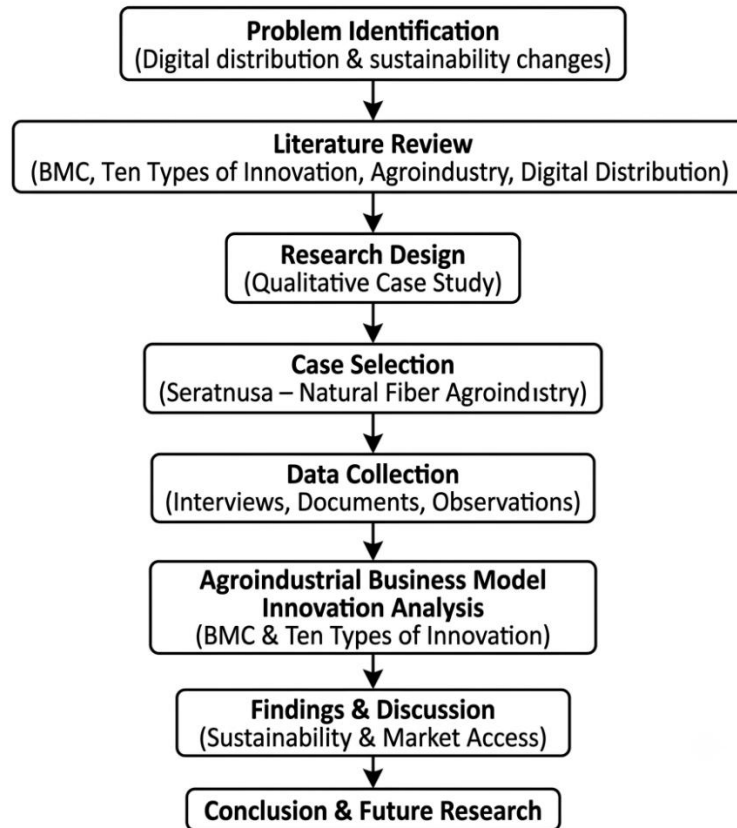 Problem Identification
(Digital distribution & sustainability changes)
Literature Review
(BMC, Ten Types of Innovation, Agroindustry, Digital Distribution)
Research Design
(Qualitative Case Study)
Case Selection
(Seratnusa – Natural Fiber Agroindıstry)
Data Collection
(Interviews, Documents, Observations)
Agroindustrial Business Model
Innovation Analysis
(BMC & Ten Types of Innovation)
Findings & Discussion
(Sustainability & Market Access)
Conclusion & Future Research